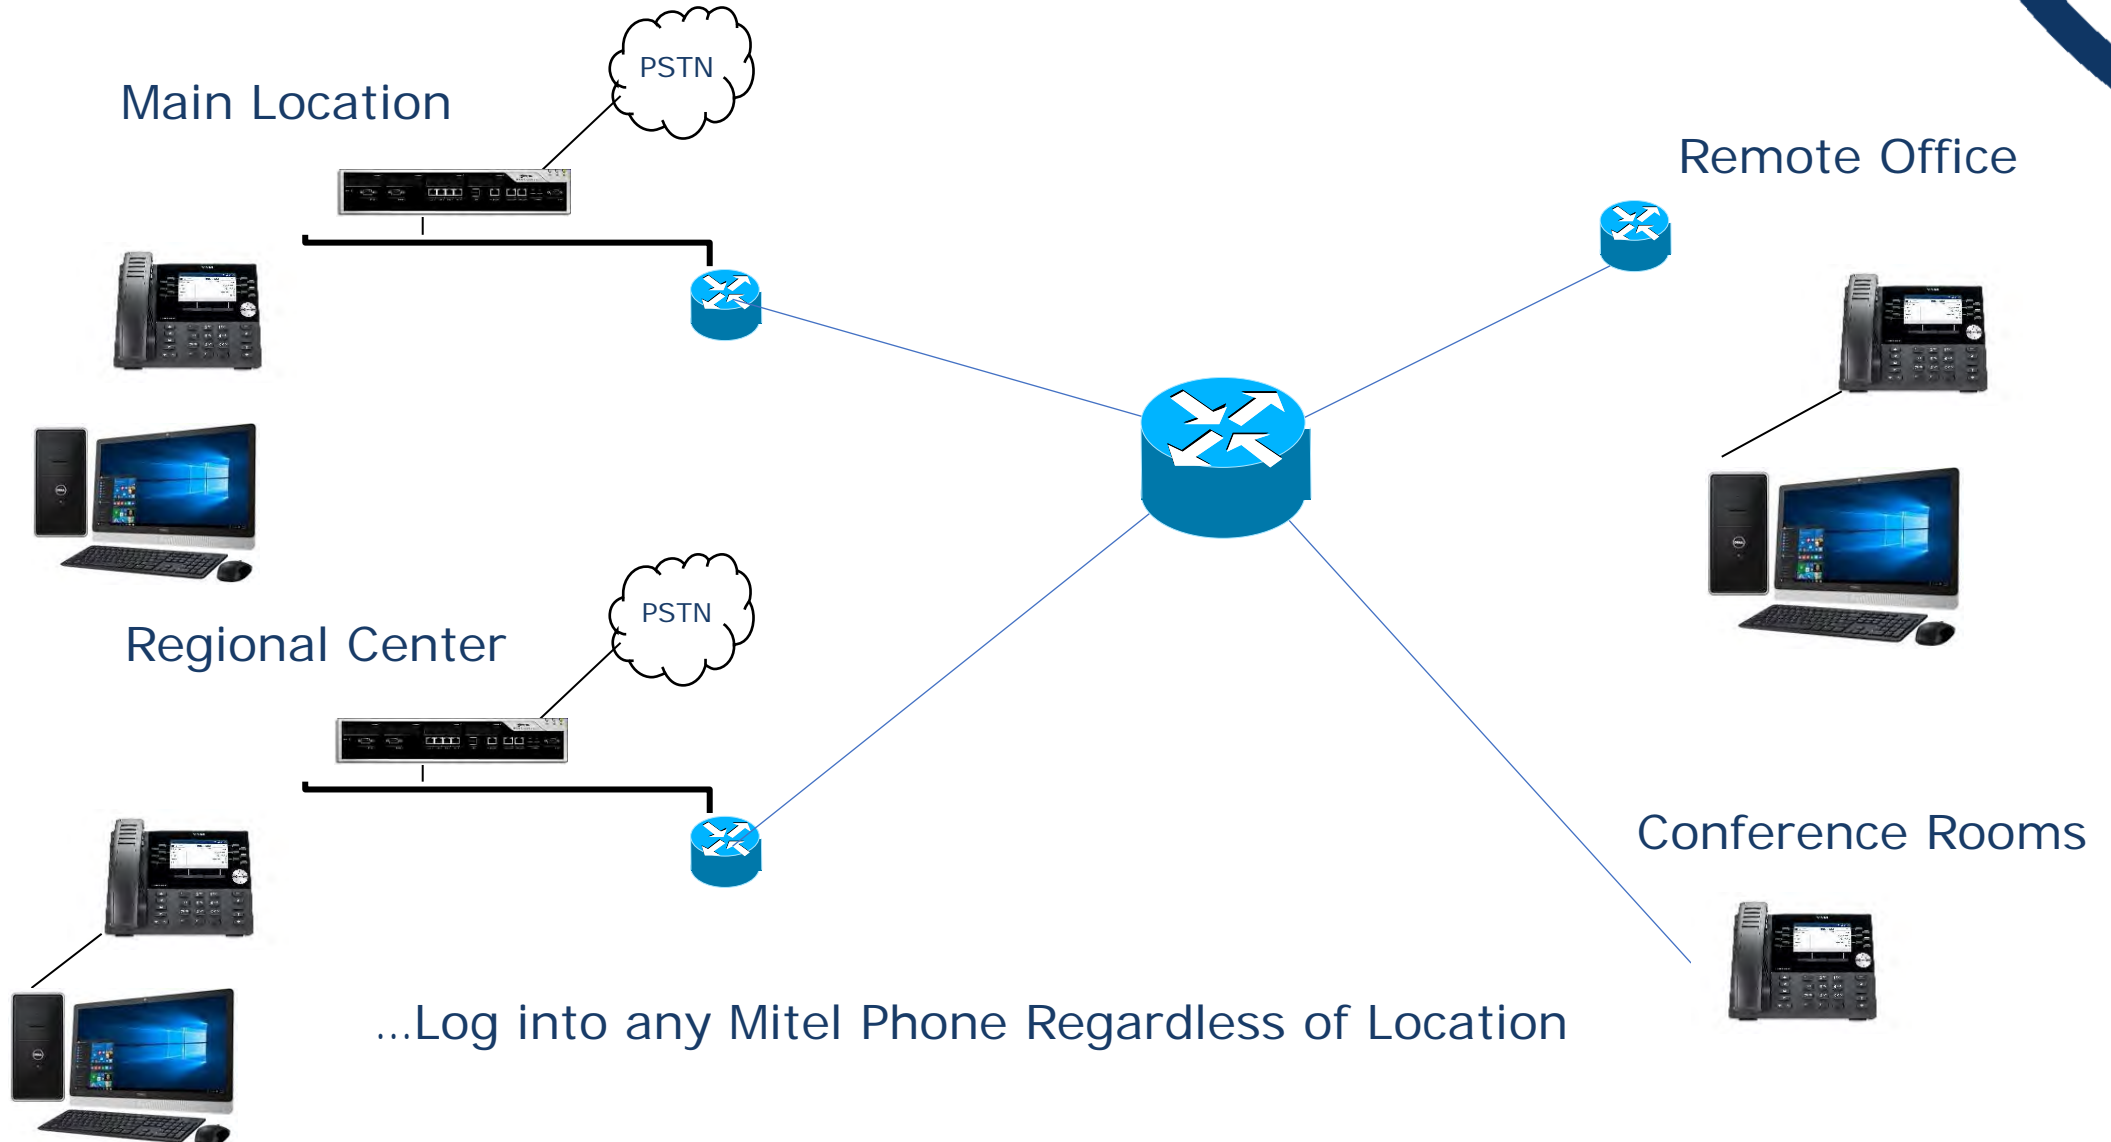 PSTN
Main Location
Remote Office
PSTN
Regional Center
Conference Rooms
...Log into any Mitel Phone Regardless of Location